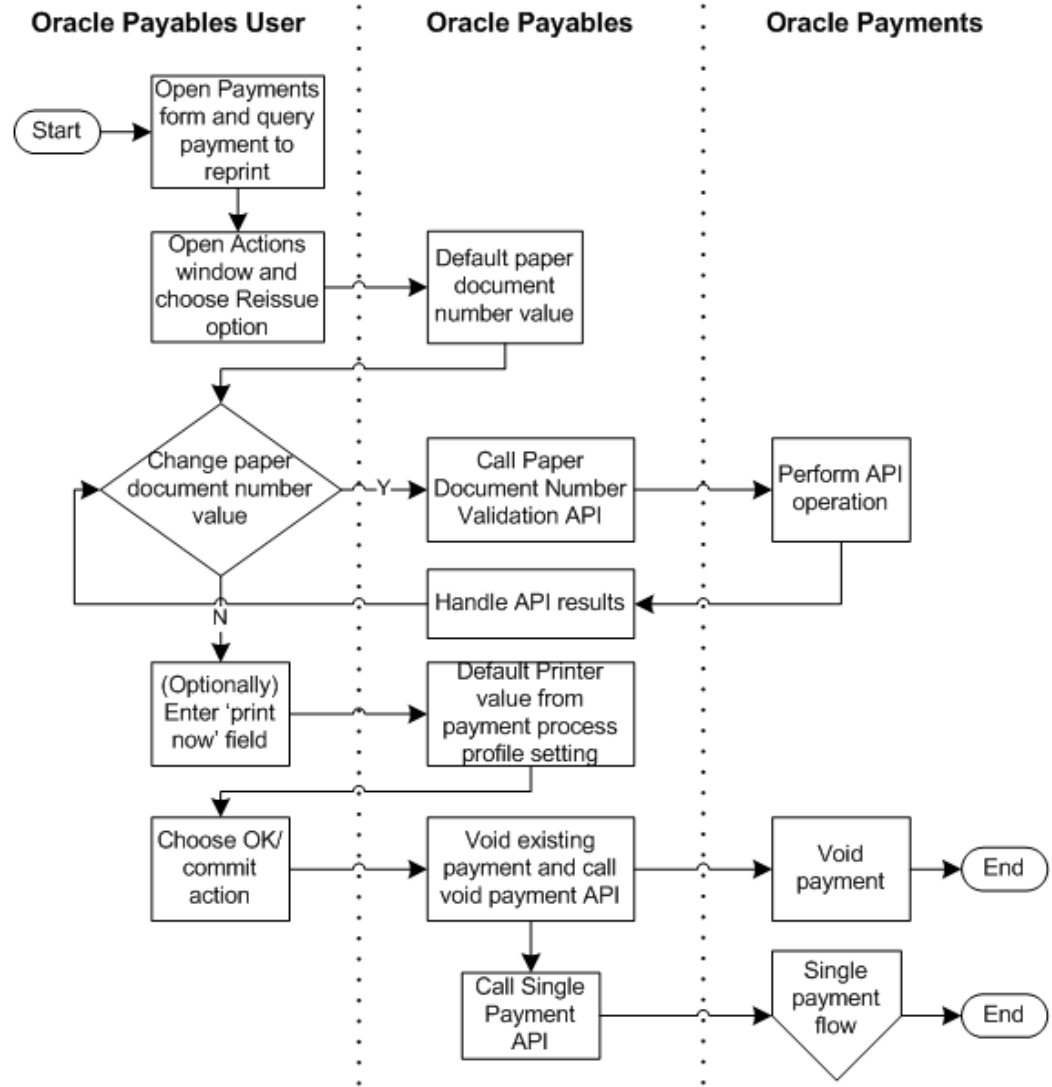 Oracle Payables User
Oracle Payables
Oracle Payments
Start
Open Payments
form and query
payment to
reprint
Open Actions
window and
choose Reissue
option
Default paper
document
number value
Change paper
document number
value
Y
Call Paper
Document Number
Validation API
Perform API
operation
Handle API results
N
(Optionally)
Enter ‘print
now’ field
Default Printer
value from
payment process
profile setting
Choose OK/
commit
action
Void existing
payment and call
void payment API
Void
payment
End
Call Single
Payment
API
Single
payment
flow
End